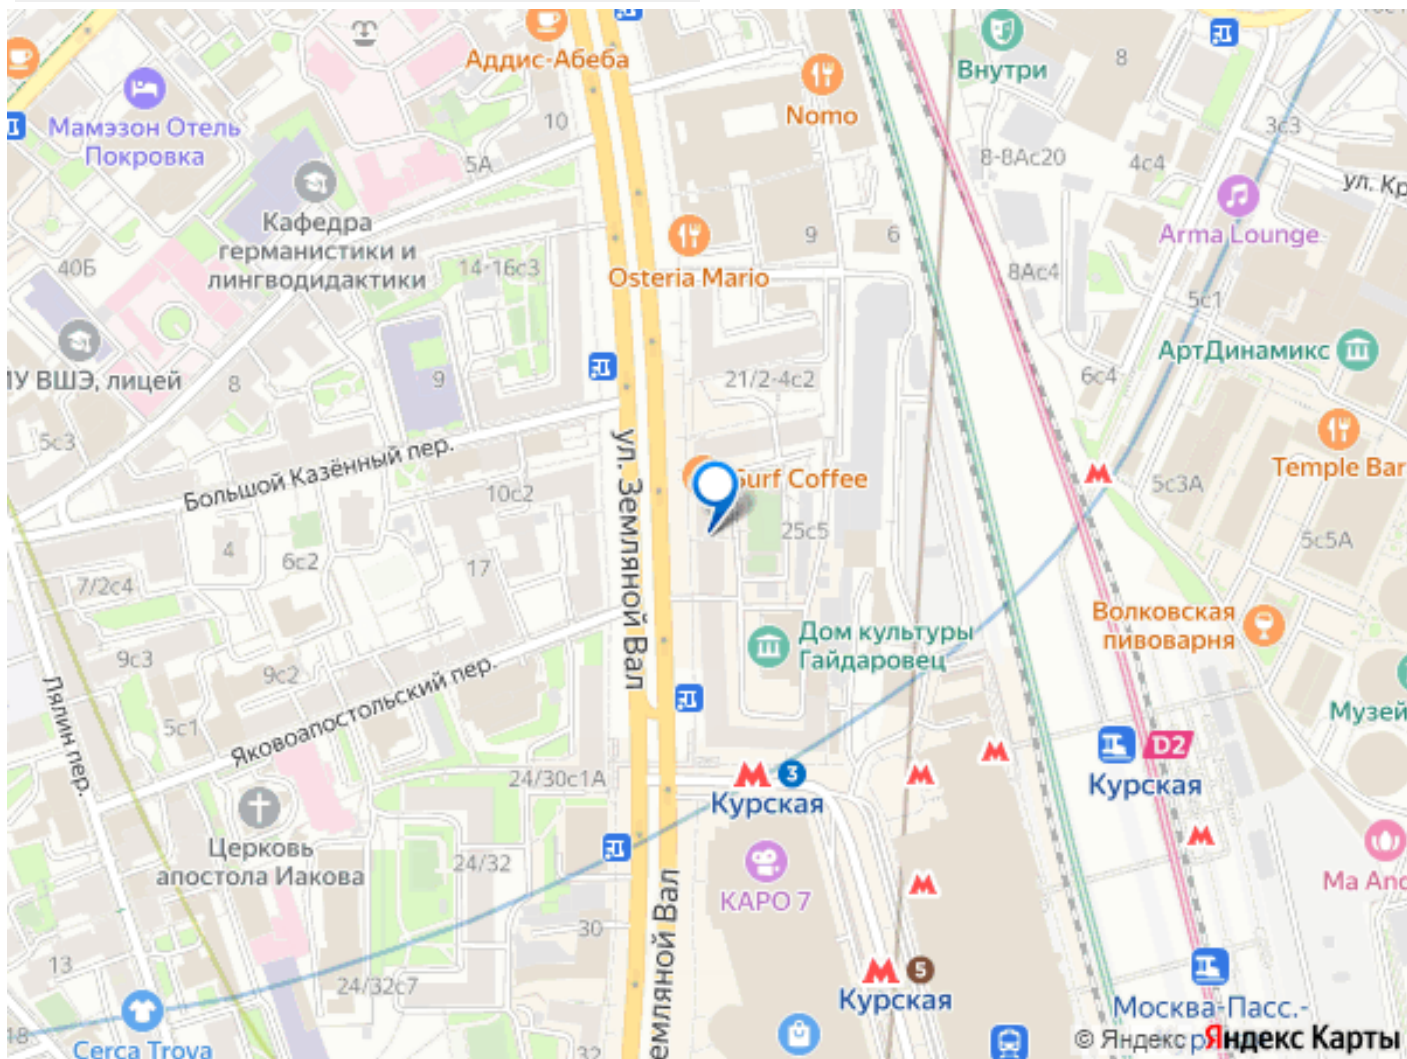 Аддис-Абеба
Внутри
8
Nomo
Мамэзон Отель
Покровка
10
5А
3с3
8-8Ас20
4с4
ул. Кр
Кафедра
германистики и
лингводидактики
Arma Lounge
9
6
40Б
14-16с3
Osteria Mario
8Ас4
5с1
АртДинамикс
ИУ ВШЭ, лицей
8
9
21/2-4с2
6с4
5с3
Большой Казённый пер.
ул. Земляной Вал
Surf Coffee
Temple Bar
10с2
5с3А
25с5
4
6с2
17
5с5А
7/2с4
Волковская
пивоварня
Дом культуры
Гайдаровец
9с3
9с2
Яковоапостольский пер.
Лялин пер.
5с1
Музей
D2
Курская
24/30с1А
3
Курская
Церковь
апостола Иакова
24/32
КАРО 7
Ma And
Земляной Вал
30
13
24/32с7
5
Курская
Москва-Пасс.-
18
Cerca Trova
32
© Яндекс Яндекс Карты